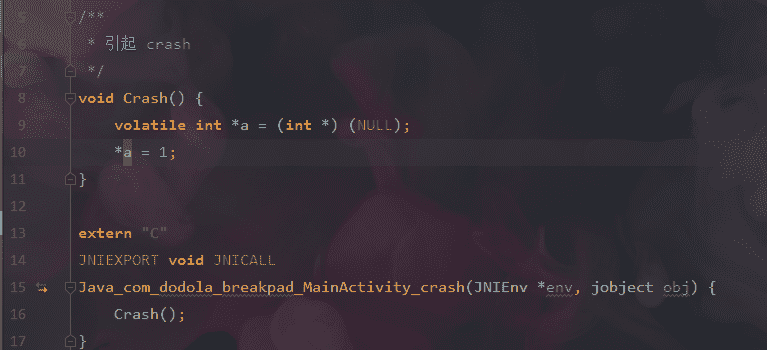 5 /**
6 * 引起 crash
7 */
8 void Crash() {
9 volatile int *a = (int *) (NULL);
10 *a = 1;
11 }
12
13 extern "C"
14 JNIEXPORT void JNICALL
15 Java_com_dodola_breakpad_MainActivity_crash(JNIEnv *env, jobject obj) {
16 Crash();
17 }